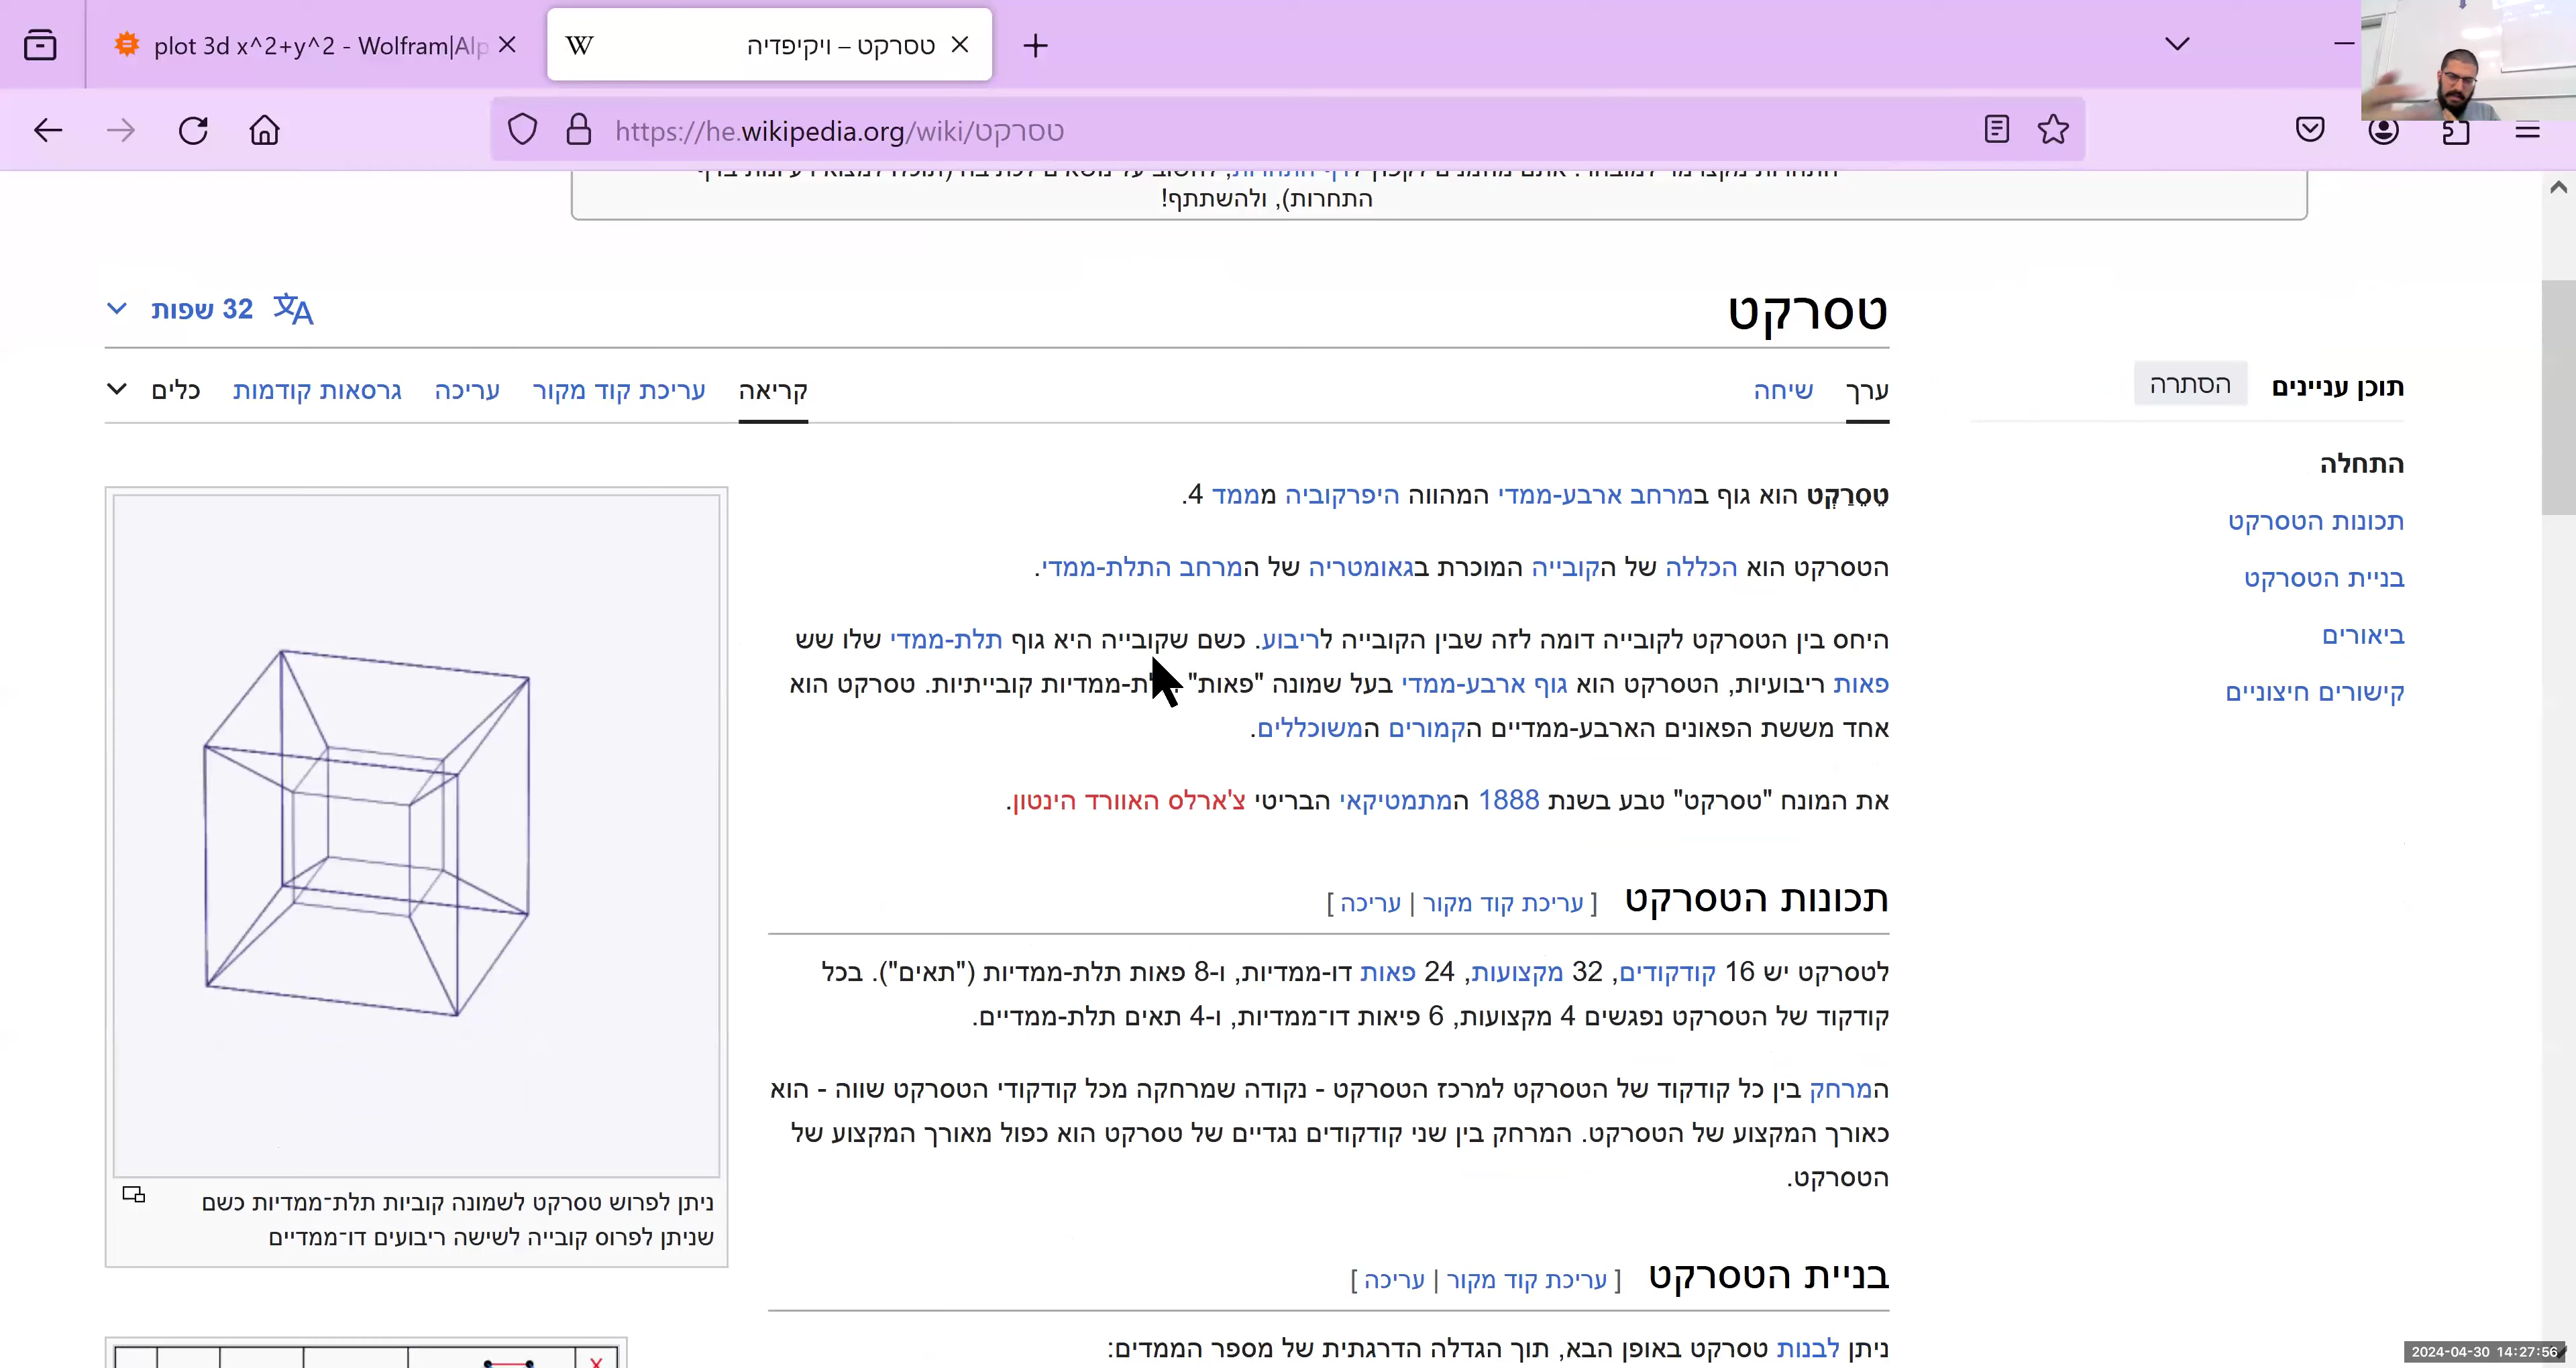 plot 3d x^2+y^2 - Wolfram|Alp
טסרקט – ויקיפדיה
https://he.wikipedia.org/wiki/טסרקט
התחרות), ולהשתתף!
טסרקט
32 שפות
ערך שיחה
קריאה עריכת קוד מקור עריכה גרסאות קודמות כלים
תוכן עניינים הסתרה
התחלה
תכונות הטסרקט
בניית הטסרקט
ביאורים
קישורים חיצוניים
טֶסֶרַקְט הוא גוף במרחב ארבע-ממדי המהווה היפרקוביה מממד 4.
הטסרקט הוא הכללה של הקובייה המוכרת בגאומטריה של המרחב התלת-ממדי.
היחס בין הטסרקט לקובייה דומה לזה שבין הקובייה לריבוע. כשם שקובייה היא גוף תלת-ממדי שלו שש
פאות ריבועיות, הטסרקט הוא גוף ארבע-ממדי בעל שמונה "פאות" ת-ממדיות קובייתיות. טסרקט הוא
אחד מששת הפאונים הארבע-ממדיים הקמורים המשוכללים.
את המונח "טסרקט" טבע בשנת 1888 המתמטיקאי הבריטי צ'ארלס האוורד הינטון.
תכונות הטסרקט [ עריכת קוד מקור | עריכה ]
לטסרקט יש 16 קודקודים, 32 מקצועות, 24 פאות דו-ממדיות, ו-8 פאות תלת-ממדיות ("תאים"). בכל
קודקוד של הטסרקט נפגשים 4 מקצועות, 6 פיאות דו־ממדיות, ו-4 תאים תלת-ממדיים.
המרחק בין כל קודקוד של הטסרקט למרכז הטסרקט - נקודה שמרחקה מכל קודקודי הטסרקט שווה - הוא
כאורך המקצוע של הטסרקט. המרחק בין שני קודקודים נגדיים של טסרקט הוא כפול מאורך המקצוע של
הטסרקט.
בניית הטסרקט [ עריכת קוד מקור | עריכה ]
ניתן לבנות טסרקט באופן הבא, תוך הגדלה הדרגתית של מספר הממדים:
ניתן לפרוש טסרקט לשמונה קוביות תלת־ממדיות כשם
שניתן לפרוס קובייה לשישה ריבועים דו־ממדיים
2024-04-30 14:27:56